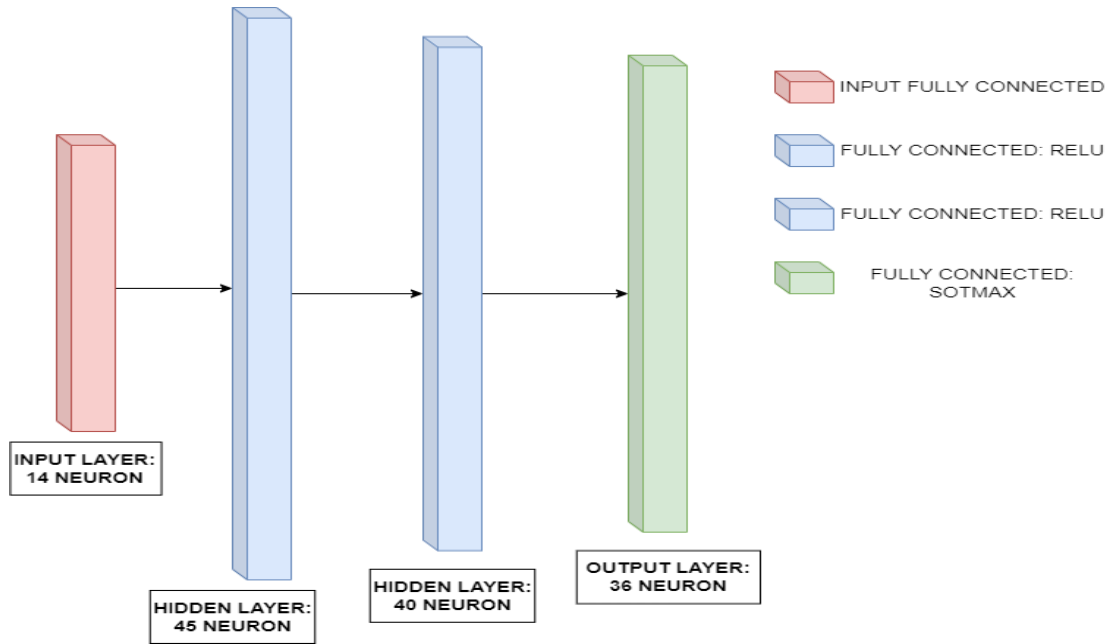 INPUT FULLY CONNECTED
FULLY CONNECTED: RELU
FULLY CONNECTED: RELU
FULLY CONNECTED:
SOTMAX
INPUT LAYER:
14 NEURON
HIDDEN LAYER:
45 NEURON
HIDDEN LAYER:
40 NEURON
OUTPUT LAYER:
36 NEURON